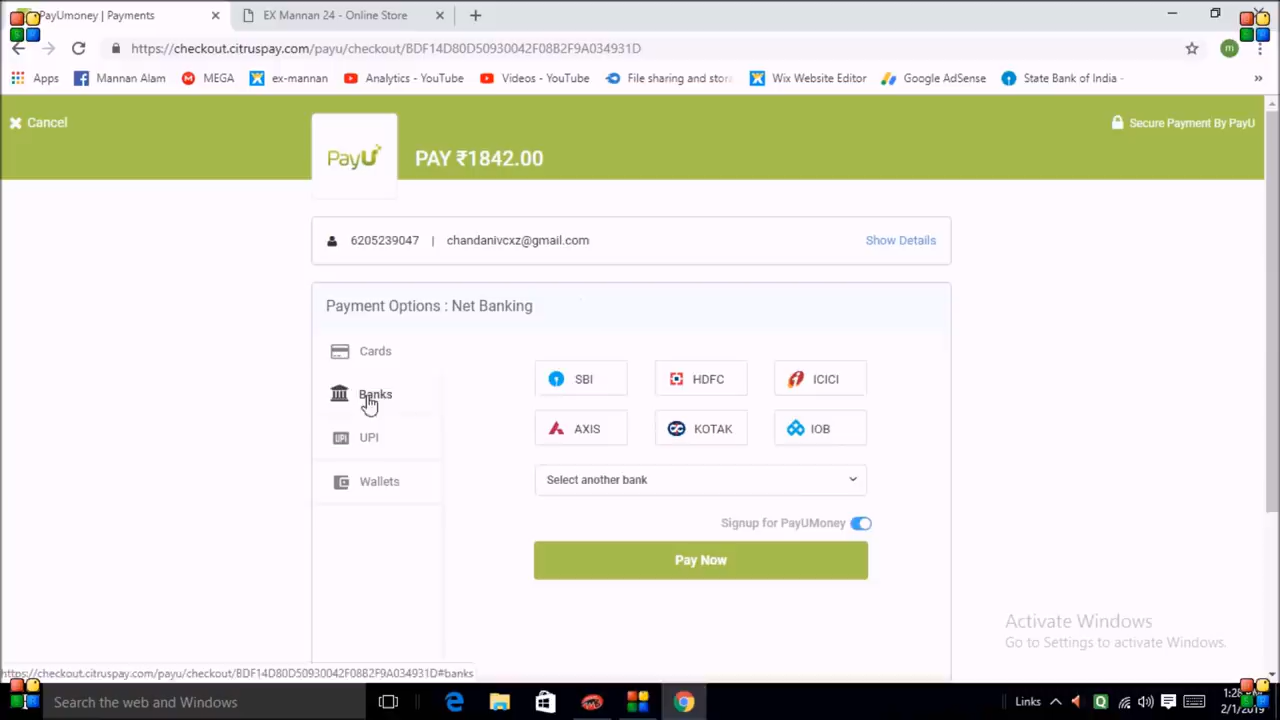 PayUmoney | Payments
EX Mannan 24 - Online Store
https://checkout.citruspay.com/payu/checkout/BDF14D80D50930042F08B2F9A034931D
m
Apps
Mannan Alam
MEGA
ex-mannan
Analytics - YouTube
Videos - YouTube
File sharing and stor
Wix Website Editor
Google AdSense
State Bank of India -
Cancel
PayU
PAY ₹1842.00
Secure Payment By PayU
6205239047 | chandanivcxz@gmail.com
Show Details
Payment Options : Net Banking
Cards
Banks
UPI
UPI
Wallets
SBI
HDFC
ICICI
AXIS
KOTAK
IOB
Select another bank
Signup for PayUMoney
Pay Now
Activate Windows
Go to Settings to activate Windows.
https://checkout.citruspay.com/payu/checkout/BDF14D80D50930042F08B2F9A034931D#banks
Search the web and Windows
Links
2/1/2019